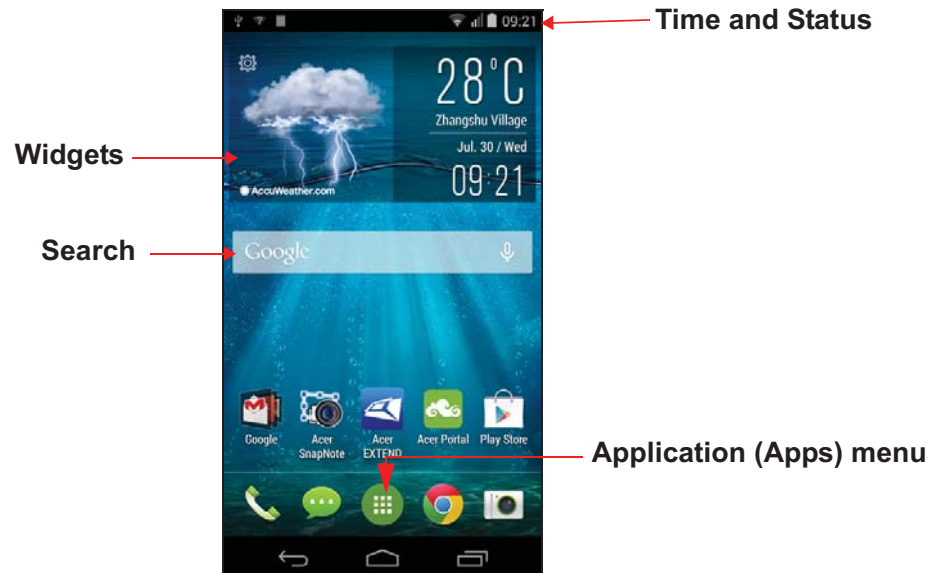 09:21
Time and Status
28°C
Zhangshu Village
Jul. 30 / Wed
09:21
AccuWeather.com
Widgets
Search
Google
Google
Acer SnapNote
Acer EXTEND
Acer Portal
Play Store
Application (Apps) menu